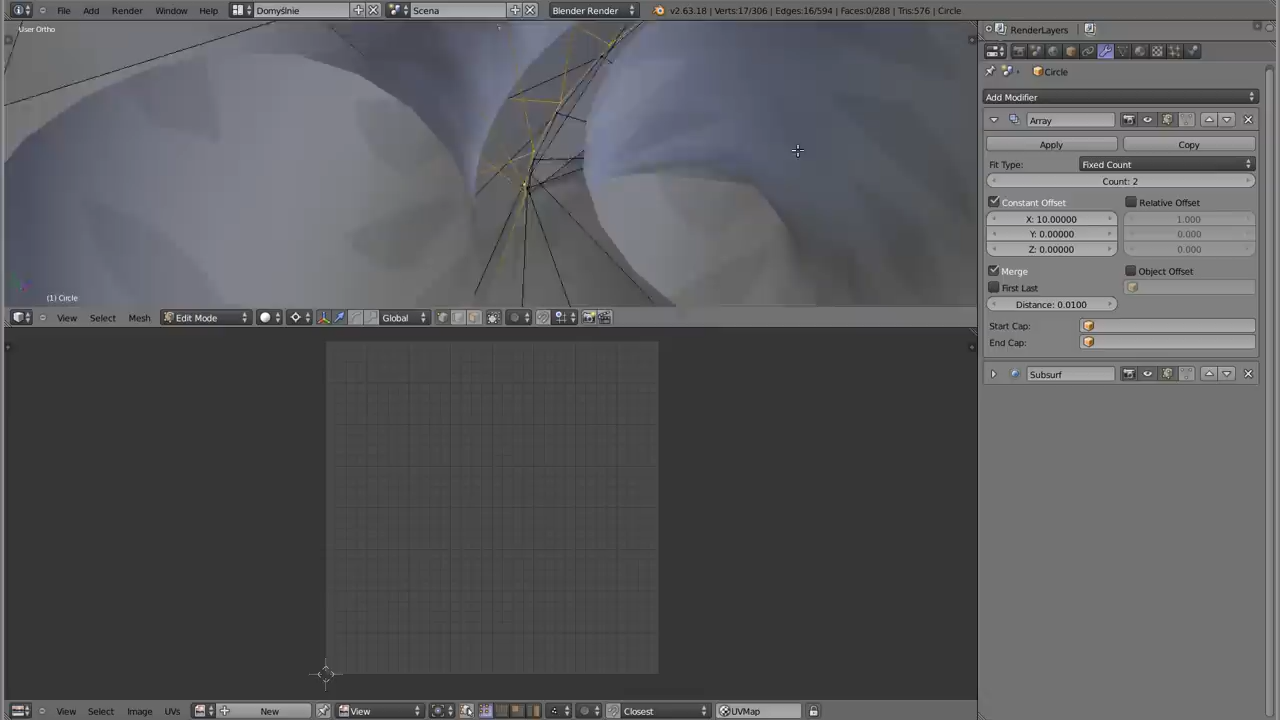 File Add Render Window Help Domyślnie Scena Blender Render v2.63.18 | Verts:17/306 | Edges:16/594 | Faces:0/288 | Tris:576 | Circle
User Ortho
RenderLayers
Circle
Add Modifier
Array
Apply Copy
Fit Type: Fixed Count
Count: 2
Constant Offset Relative Offset
X: 10.00000 1.000
Y: 0.00000 0.000
Z: 0.00000 0.000
Merge Object Offset
First Last
Distance: 0.0100
Start Cap:
End Cap:
Subsurf
(1) Circle
View Select Mesh Edit Mode Global
View Select Image UVs New View Closest UVMap